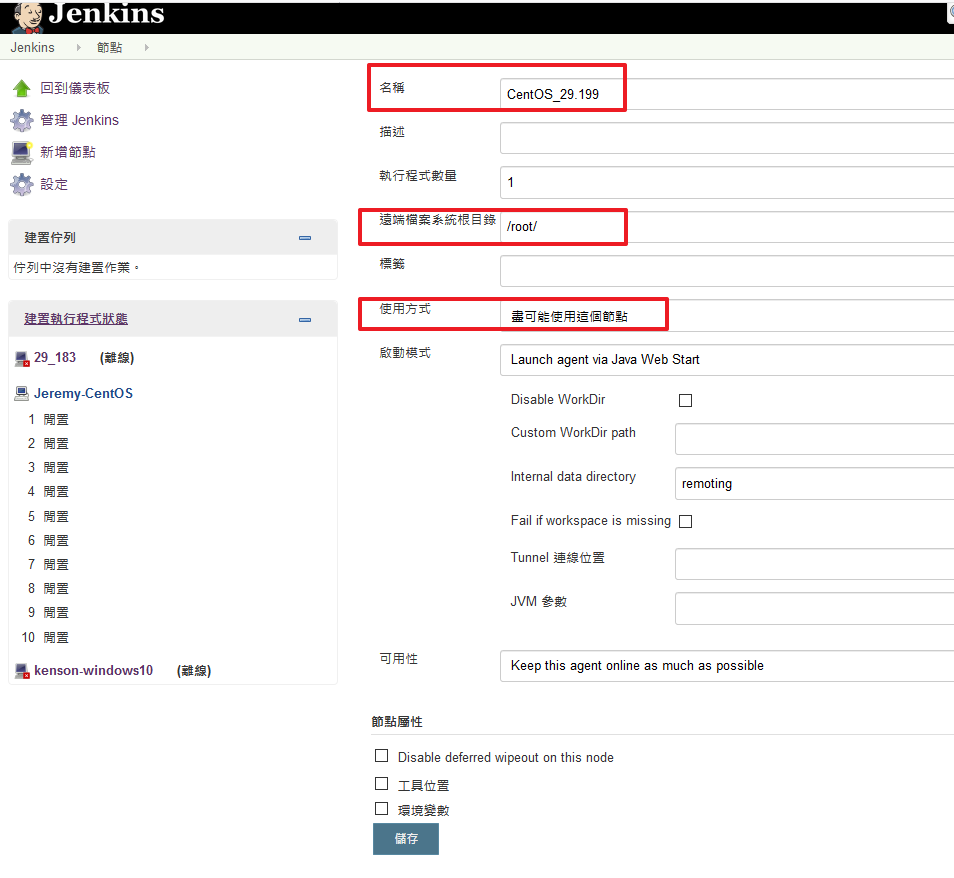 Jenkins
Jenkins
節點
回到儀表板
管理 Jenkins
新增節點
設定
建置佇列
佇列中沒有建置作業。
建置執行程式狀態
29_183 (離線)
Jeremy-CentOS
1 閒置
2 閒置
3 閒置
4 閒置
5 閒置
6 閒置
7 閒置
8 閒置
9 閒置
10 閒置
kenson-windows10 (離線)
名稱 CentOS_29.199
描述
執行程式數量 1
遠端檔案系統根目錄 /root/
標籤
使用方式 盡可能使用這個節點
啟動模式 Launch agent via Java Web Start
Disable WorkDir
Custom WorkDir path
Internal data directory remoting
Fail if workspace is missing
Tunnel 連線位置
JVM 參數
可用性 Keep this agent online as much as possible
節點屬性
Disable deferred wipeout on this node
工具位置
環境變數
儲存